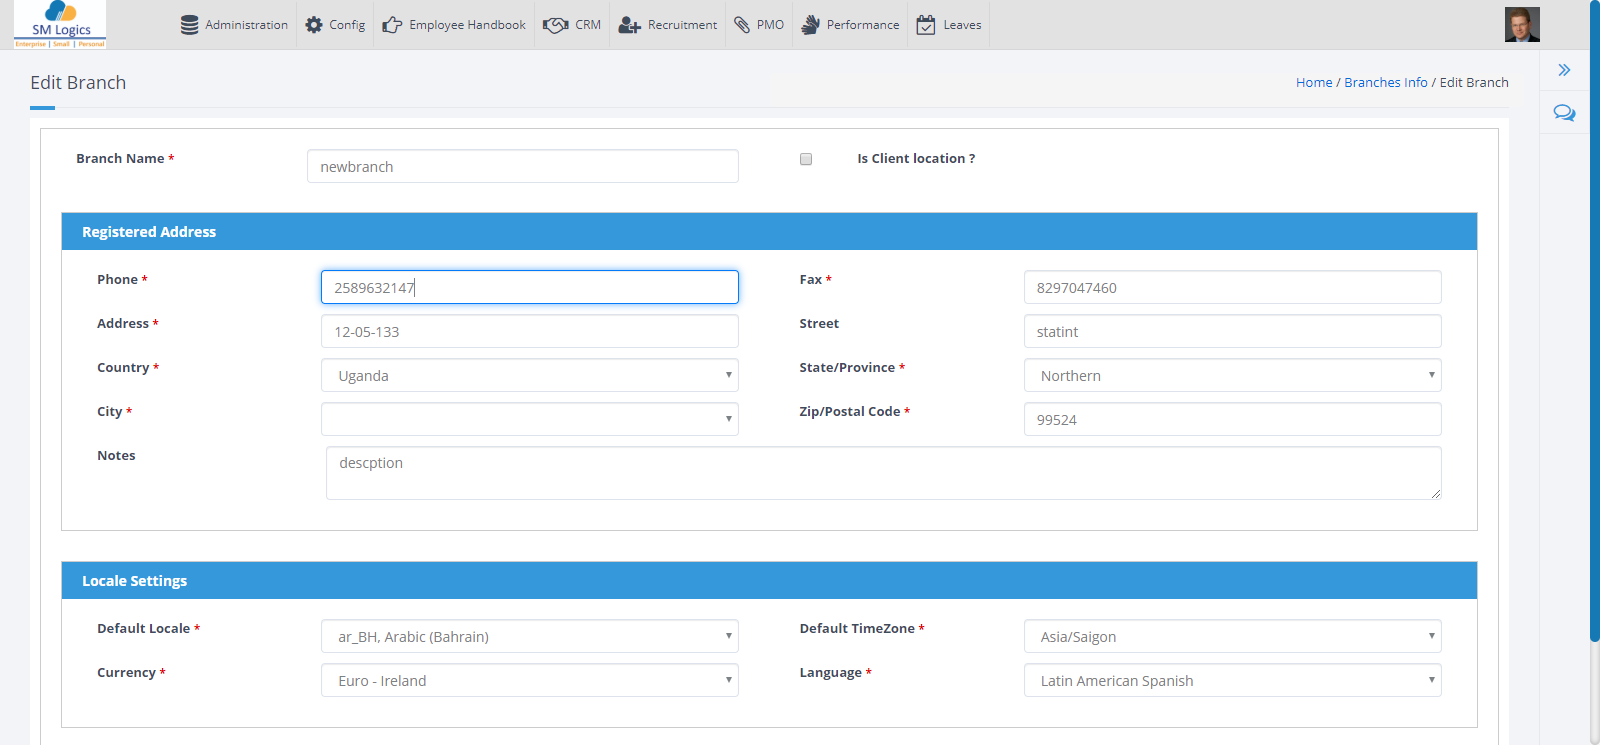 SM Logics
Enterprise | Small | Personal
Administration Config Employee Handbook CRM Recruitment PMO Performance Leaves
Edit Branch
Home / Branches Info / Edit Branch
Branch Name * newbranch Is Client location ?
Registered Address
Phone * 2589632147 Fax * 8297047460
Address * 12-05-133 Street statint
Country * Uganda State/Province * Northern
City * Zip/Postal Code * 99524
Notes descption
Locale Settings
Default Locale * ar_BH, Arabic (Bahrain) Default TimeZone * Asia/Saigon
Currency * Euro - Ireland Language * Latin American Spanish